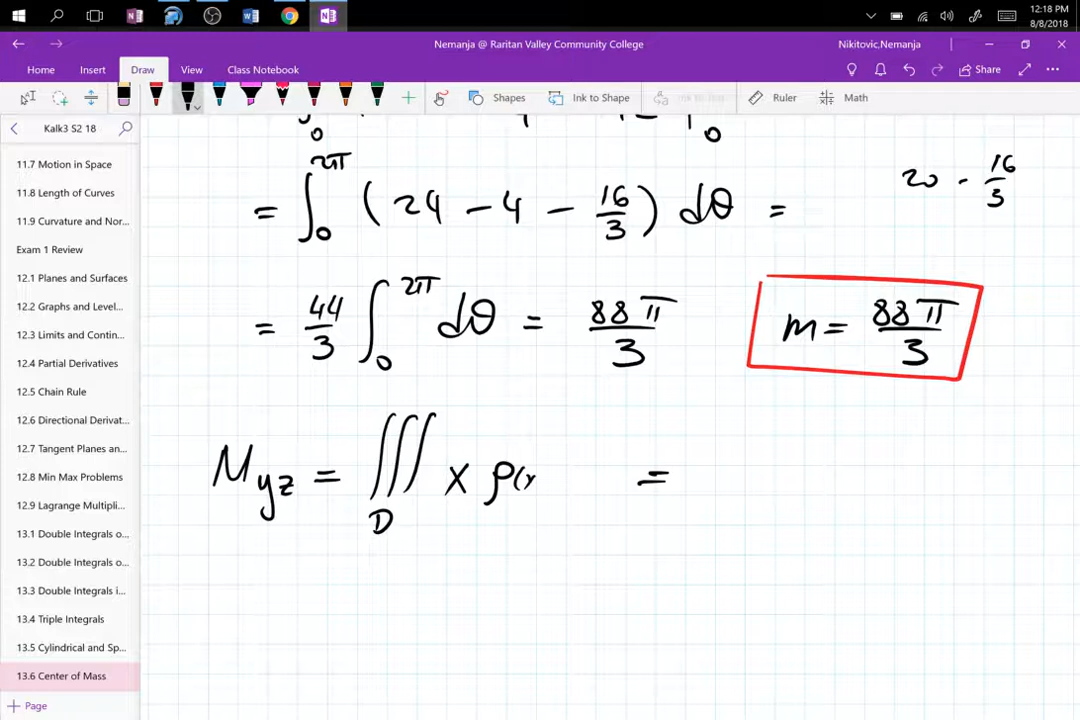 12:18 PM
8/8/2018
Nemanja @ Raritan Valley Community College
Nikitovic,Nemanja
Home Insert Draw View Class Notebook
Share
Shapes Ink to Shape Ink to Text Ruler Math
Kalk3 S2 18
11.7 Motion in Space
11.8 Length of Curves
11.9 Curvature and Nor...
Exam 1 Review
12.1 Planes and Surfaces
12.2 Graphs and Level...
12.3 Limits and Contin...
12.4 Partial Derivatives
12.5 Chain Rule
12.6 Directional Derivat...
12.7 Tangent Planes an...
12.8 Min Max Problems
12.9 Lagrange Multipli...
13.1 Double Integrals o...
13.2 Double Integrals o...
13.3 Double Integrals i...
13.4 Triple Integrals
13.5 Cylindrical and Sp...
13.6 Center of Mass
Page
20 - 16/3
= ∫_0^{2π} (24 - 4 - 16/3) dθ =
= 44/3 ∫_0^{2π} dθ = 88π/3
m = 88π/3
M_{yz} = ∭_D x ρ(x =